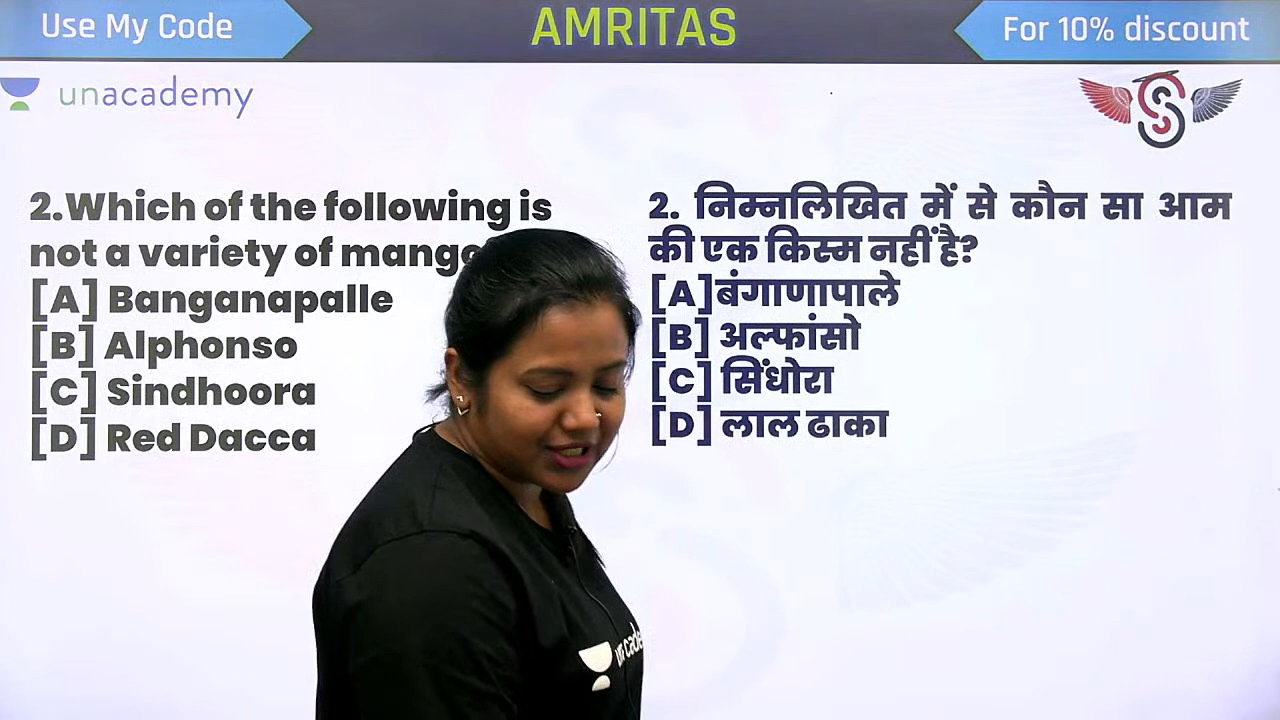 Use My Code
AMRITAS
For 10% discount
unacademy
2.Which of the following is
not a variety of
[A] Banganapalle
[B] Alphonso
[C] Sindhoora
[D] Red Dacca
2. निम्नलिखित में से कौन सा आम
की एक किस्म नहीं है?
[A]बंगाणापाले
[B] अल्फांसो
[C] सिंधोरा
[D] लाल ढाका